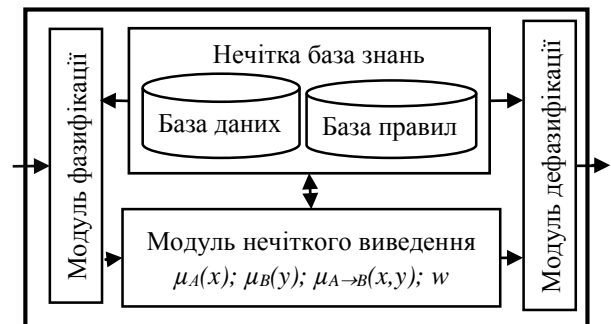 Модуль фазифікації
Нечітка база знань
База даних
База правил
Модуль нечіткого виведення
μA(x); μB(y); μA→B(x,y); w
Модуль дефазифікації